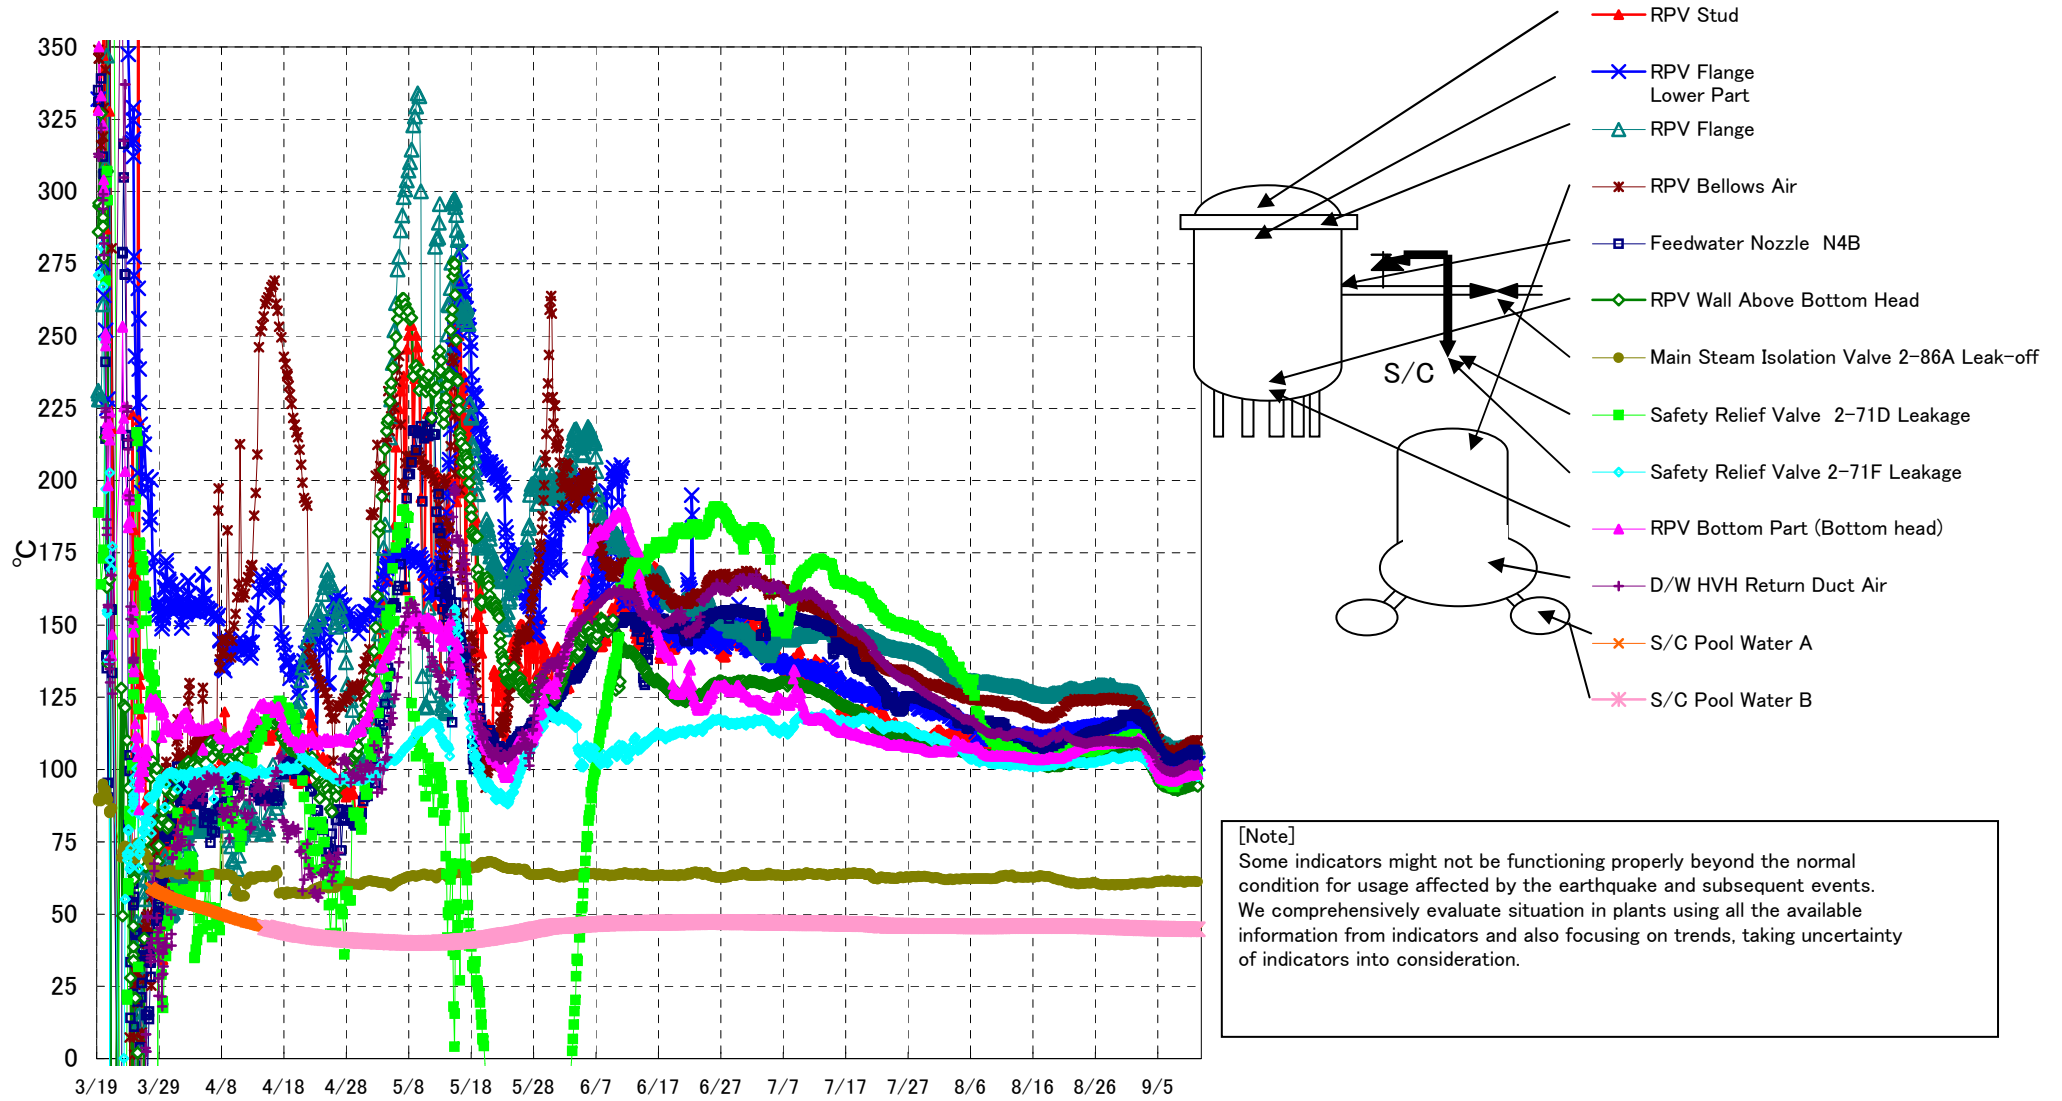 350
325
300
275
250
225
200
175
150
125
100
75
50
25
0
℃
3/19 3/29 4/8 4/18 4/28 5/8 5/18 5/28 6/7 6/17 6/27 7/7 7/17 7/27 8/6 8/16 8/26 9/5
RPV Stud
RPV Flange
Lower Part
RPV Flange
RPV Bellows Air
Feedwater Nozzle N4B
RPV Wall Above Bottom Head
Main Steam Isolation Valve 2-86A Leak-off
Safety Relief Valve 2-71D Leakage
Safety Relief Valve 2-71F Leakage
RPV Bottom Part (Bottom head)
D/W HVH Return Duct Air
S/C Pool Water A
S/C Pool Water B
S/C
[Note]
Some indicators might not be functioning properly beyond the normal
condition for usage affected by the earthquake and subsequent events.
We comprehensively evaluate situation in plants using all the available
information from indicators and also focusing on trends, taking uncertainty
of indicators into consideration.